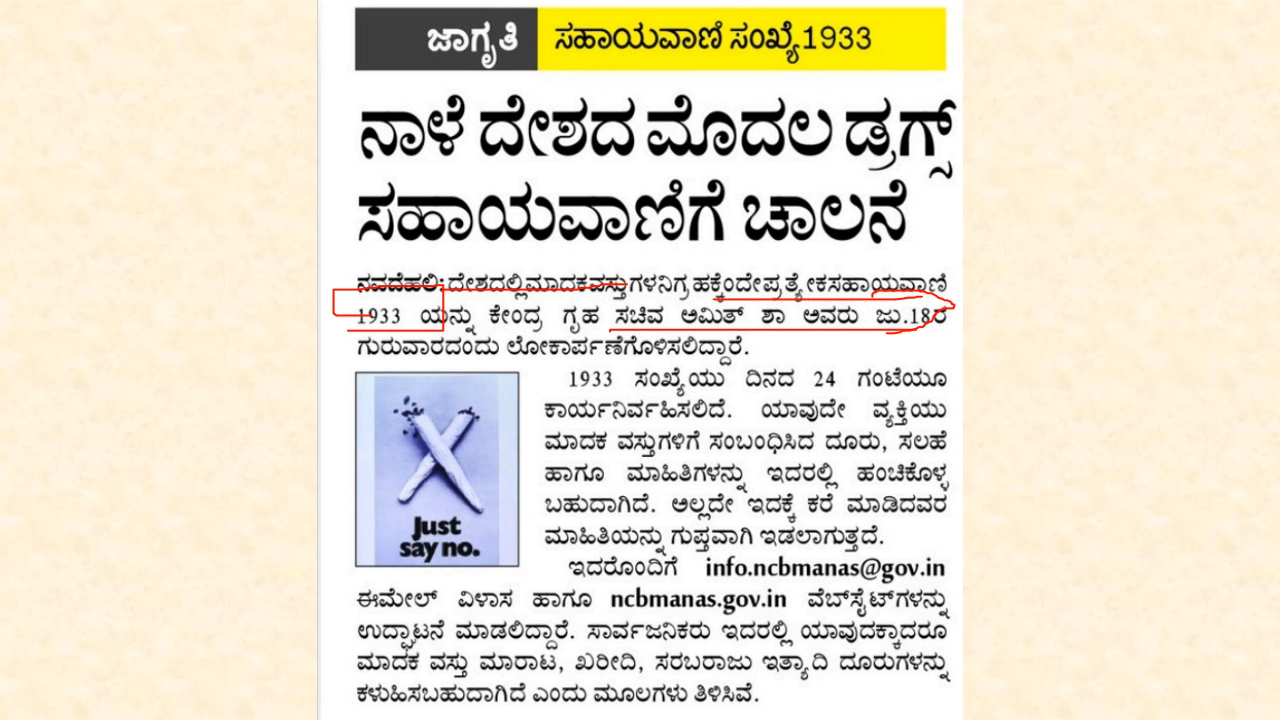 ಜಾಗೃತಿ ಸಹಾಯವಾಣಿ ಸಂಖ್ಯೆ 1933
ನಾಳೆ ದೇಶದ ಮೊದಲ ಡ್ರಗ್ಸ್
ಸಹಾಯವಾಣಿಗೆ ಚಾಲನೆ
ನವದೆಹಲಿ: ದೇಶದಲ್ಲಿ ಮಾದಕವಸ್ತುಗಳ ನಿಗ್ರಹಕ್ಕೆಂದೇ ಪ್ರತ್ಯೇಕ ಸಹಾಯವಾಣಿ
1933 ಯನ್ನು ಕೇಂದ್ರ ಗೃಹ ಸಚಿವ ಅಮಿತ್ ಶಾ ಅವರು ಜು.18ರ
ಗುರುವಾರದಂದು ಲೋಕಾರ್ಪಣೆಗೊಳಿಸಲಿದ್ದಾರೆ.
1933 ಸಂಖ್ಯೆಯು ದಿನದ 24 ಗಂಟೆಯೂ
ಕಾರ್ಯನಿರ್ವಹಿಸಲಿದೆ. ಯಾವುದೇ ವ್ಯಕ್ತಿಯು
ಮಾದಕ ವಸ್ತುಗಳಿಗೆ ಸಂಬಂಧಿಸಿದ ದೂರು, ಸಲಹೆ
ಹಾಗೂ ಮಾಹಿತಿಗಳನ್ನು ಇದರಲ್ಲಿ ಹಂಚಿಕೊಳ್ಳ
ಬಹುದಾಗಿದೆ. ಅಲ್ಲದೇ ಇದಕ್ಕೆ ಕರೆ ಮಾಡಿದವರ
ಮಾಹಿತಿಯನ್ನು ಗುಪ್ತವಾಗಿ ಇಡಲಾಗುತ್ತದೆ.
Just
say no.
ಇದರೊಂದಿಗೆ info.ncbmanas@gov.in
ಈಮೇಲ್ ವಿಳಾಸ ಹಾಗೂ ncbmanas.gov.in ವೆಬ್‌ಸೈಟ್‌ಗಳನ್ನು
ಉದ್ಘಾಟನೆ ಮಾಡಲಿದ್ದಾರೆ. ಸಾರ್ವಜನಿಕರು ಇದರಲ್ಲಿ ಯಾವುದಕ್ಕಾದರೂ
ಮಾದಕ ವಸ್ತು ಮಾರಾಟ, ಖರೀದಿ, ಸರಬರಾಜು ಇತ್ಯಾದಿ ದೂರುಗಳನ್ನು
ಕಳುಹಿಸಬಹುದಾಗಿದೆ ಎಂದು ಮೂಲಗಳು ತಿಳಿಸಿವೆ.